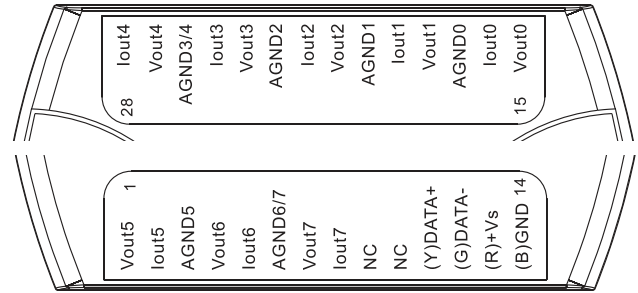 Iout4
Vout4
AGND3/4
Iout3
Vout3
AGND2
Iout2
Vout2
AGND1
Iout1
Vout1
AGND0
Iout0
Vout0
28
15
1
14
Vout5
Iout5
AGND5
Vout6
Iout6
AGND6/7
Vout7
Iout7
NC
NC
(Y)DATA+
(G)DATA-
(R)+Vs
(B)GND